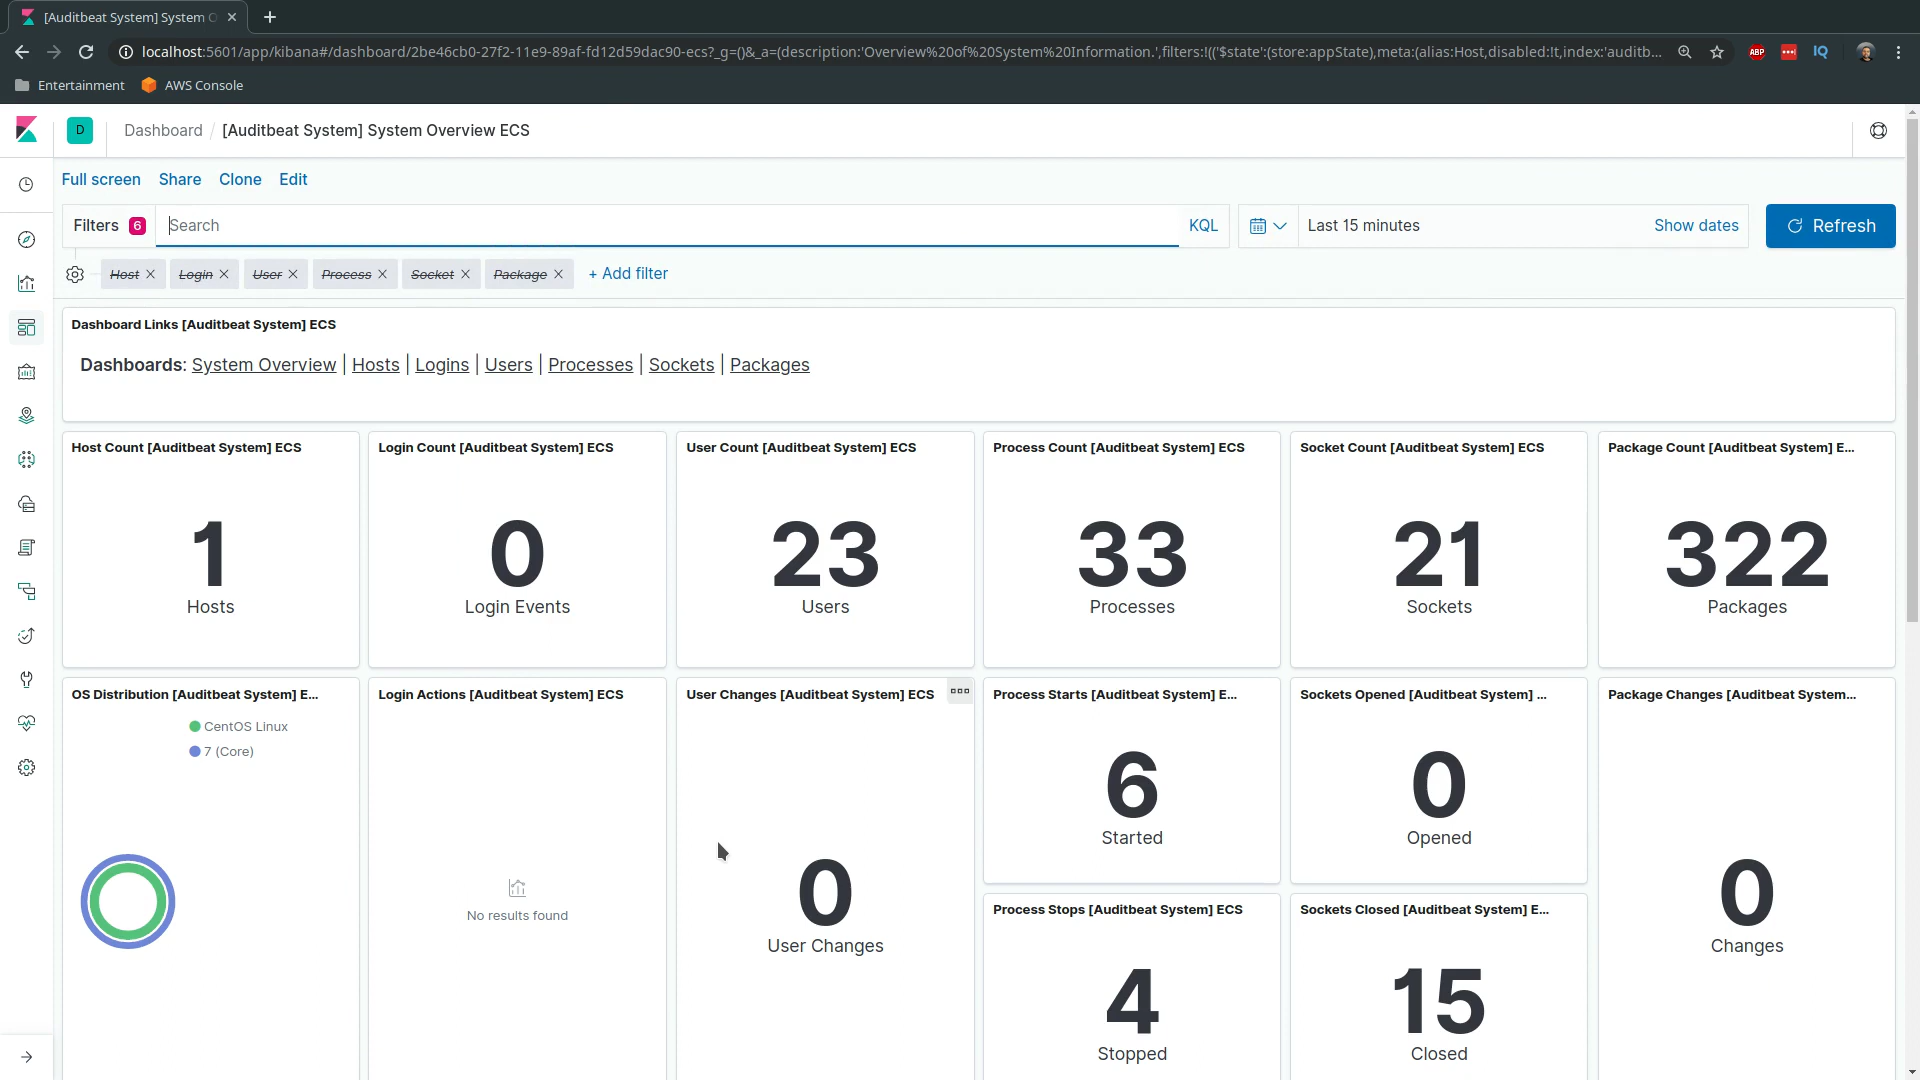 [Auditbeat System] System O
localhost:5601/app/kibana#/dashboard/2be46cb0-27f2-11e9-89af-fd12d59dac90-ecs?_g=()&_a=(description:'Overview%20of%20System%20Information.',filters:!(('$state':(store:appState),meta:(alias:Host,disabled:!t,index:'auditb...
ABP
IQ
Entertainment
AWS Console
D
Dashboard / [Auditbeat System] System Overview ECS
Full screen Share Clone Edit
Filters 6 Search KQL Last 15 minutes Show dates Refresh
Host Login User Process Socket Package + Add filter
Dashboard Links [Auditbeat System] ECS
Dashboards: System Overview | Hosts | Logins | Users | Processes | Sockets | Packages
Host Count [Auditbeat System] ECS
1
Hosts
Login Count [Auditbeat System] ECS
0
Login Events
User Count [Auditbeat System] ECS
23
Users
Process Count [Auditbeat System] ECS
33
Processes
Socket Count [Auditbeat System] ECS
21
Sockets
Package Count [Auditbeat System] E...
322
Packages
OS Distribution [Auditbeat System] E...
CentOS Linux
7 (Core)
Login Actions [Auditbeat System] ECS
No results found
User Changes [Auditbeat System] ECS
0
User Changes
Process Starts [Auditbeat System] E...
6
Started
Process Stops [Auditbeat System] ECS
4
Stopped
Sockets Opened [Auditbeat System] ...
0
Opened
Sockets Closed [Auditbeat System] E...
15
Closed
Package Changes [Auditbeat System...
0
Changes